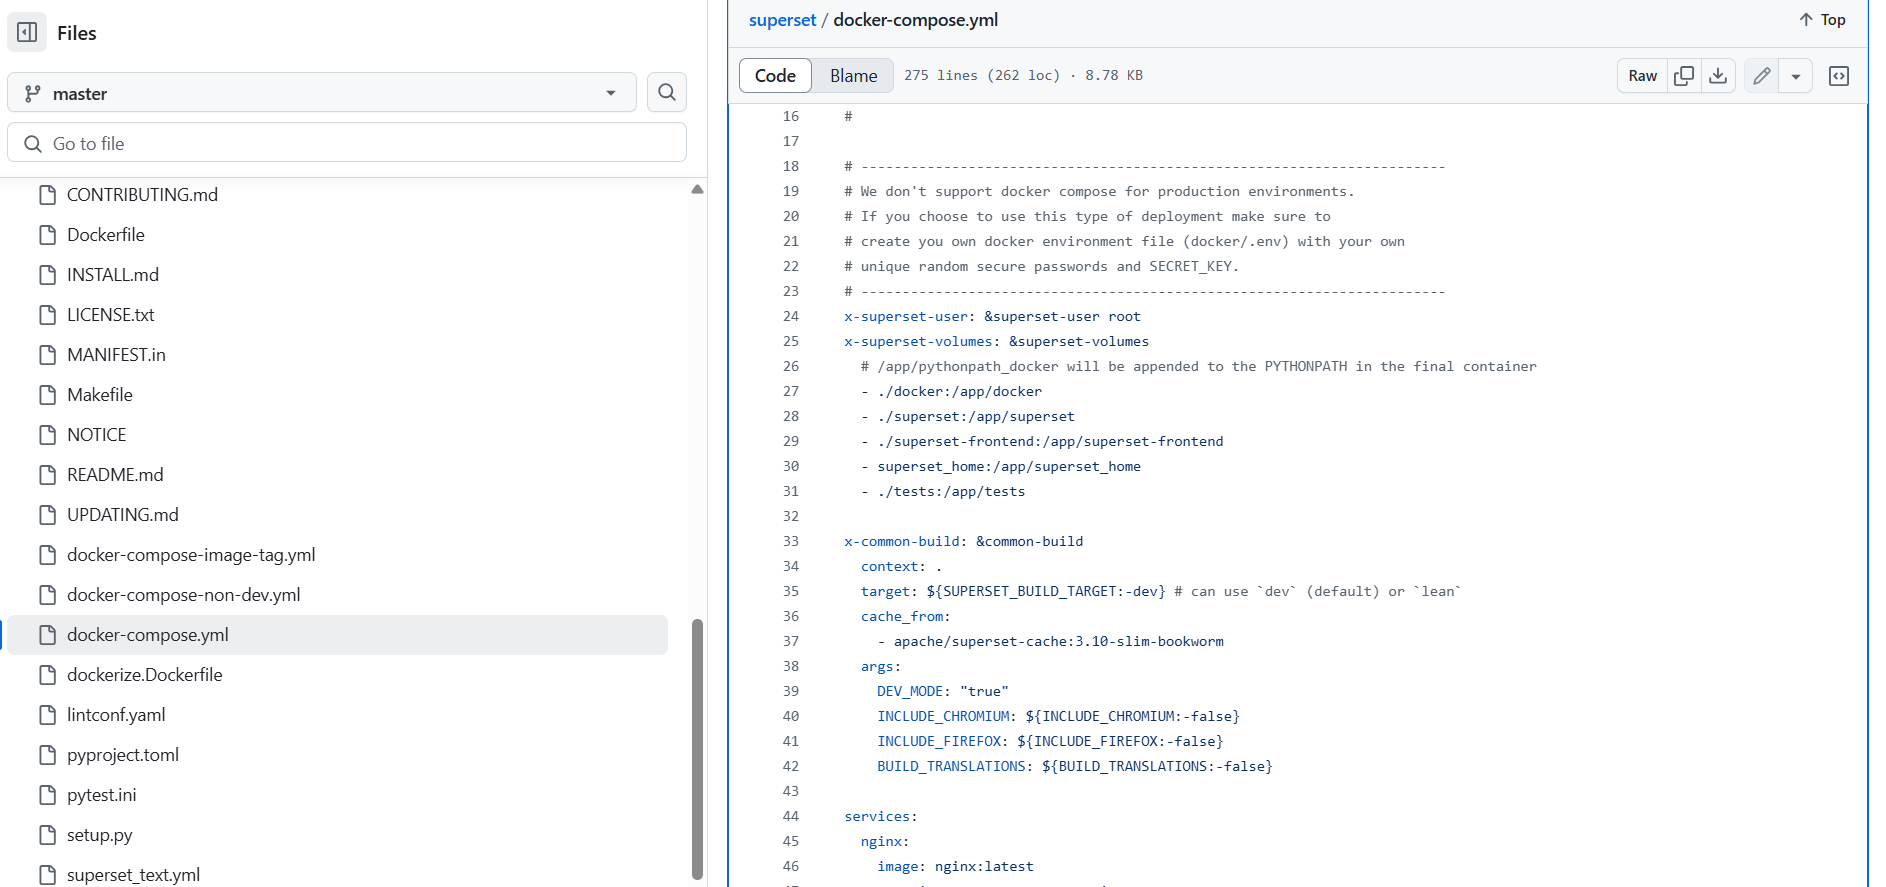 Files
master
Go to file
CONTRIBUTING.md
Dockerfile
INSTALL.md
LICENSE.txt
MANIFEST.in
Makefile
NOTICE
README.md
UPDATING.md
docker-compose-image-tag.yml
docker-compose-non-dev.yml
docker-compose.yml
dockerize.Dockerfile
lintconf.yaml
pyproject.toml
pytest.ini
setup.py
superset_text.yml
superset / docker-compose.yml
Top
Code Blame 275 lines (262 loc) · 8.78 KB
Raw
16 #
17
18 # -----------------------------------------------------------------------
19 # We don't support docker compose for production environments.
20 # If you choose to use this type of deployment make sure to
21 # create you own docker environment file (docker/.env) with your own
22 # unique random secure passwords and SECRET_KEY.
23 # -----------------------------------------------------------------------
24 x-superset-user: &superset-user root
25 x-superset-volumes: &superset-volumes
26   # /app/pythonpath_docker will be appended to the PYTHONPATH in the final container
27   - ./docker:/app/docker
28   - ./superset:/app/superset
29   - ./superset-frontend:/app/superset-frontend
30   - superset_home:/app/superset_home
31   - ./tests:/app/tests
32
33 x-common-build: &common-build
34   context: .
35   target: ${SUPERSET_BUILD_TARGET:-dev} # can use `dev` (default) or `lean`
36   cache_from:
37     - apache/superset-cache:3.10-slim-bookworm
38   args:
39     DEV_MODE: "true"
40     INCLUDE_CHROMIUM: ${INCLUDE_CHROMIUM:-false}
41     INCLUDE_FIREFOX: ${INCLUDE_FIREFOX:-false}
42     BUILD_TRANSLATIONS: ${BUILD_TRANSLATIONS:-false}
43
44 services:
45   nginx:
46     image: nginx:latest